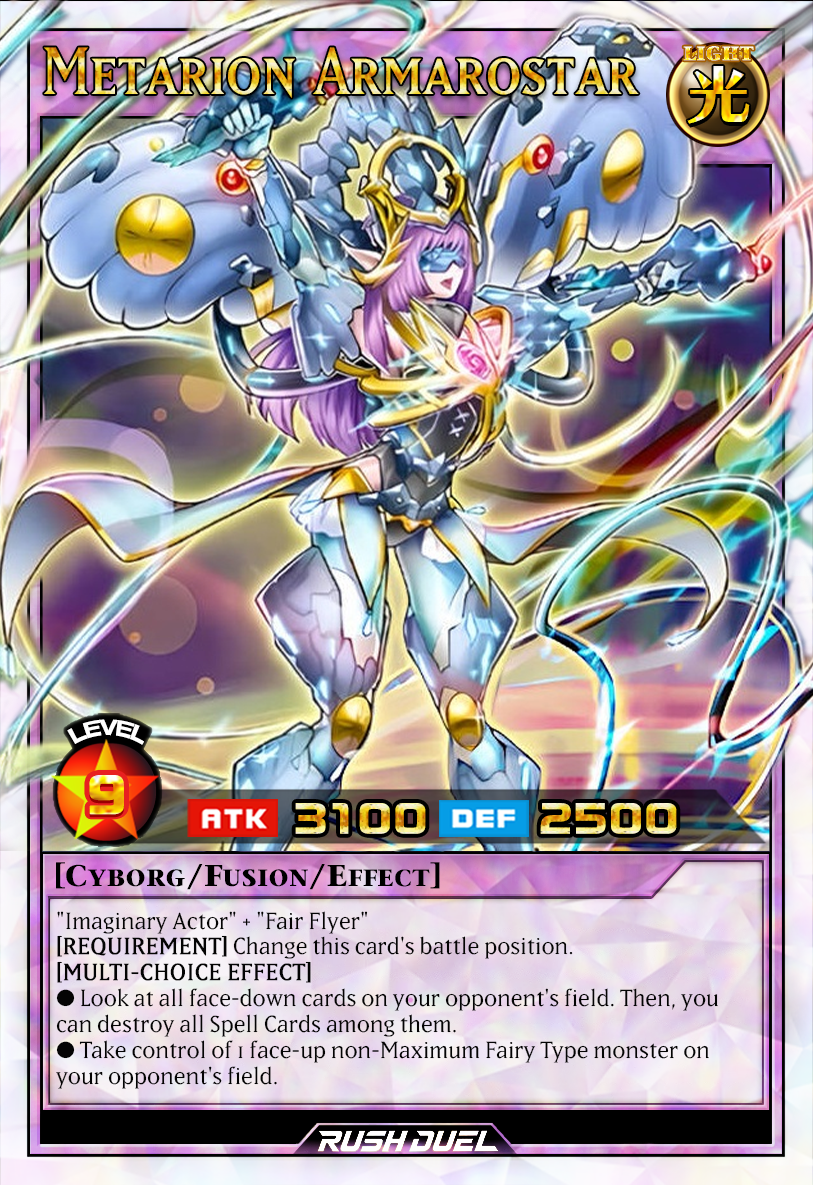 METARION ARMAROSTAR
LIGHT
光
LEVEL
9
ATK 3100 DEF 2500
[CYBORG/FUSION/EFFECT]
"Imaginary Actor" + "Fair Flyer"
[REQUIREMENT] Change this card's battle position.
[MULTI-CHOICE EFFECT]
● Look at all face-down cards on your opponent's field. Then, you
can destroy all Spell Cards among them.
● Take control of 1 face-up non-Maximum Fairy Type monster on
your opponent's field.
RUSH DUEL